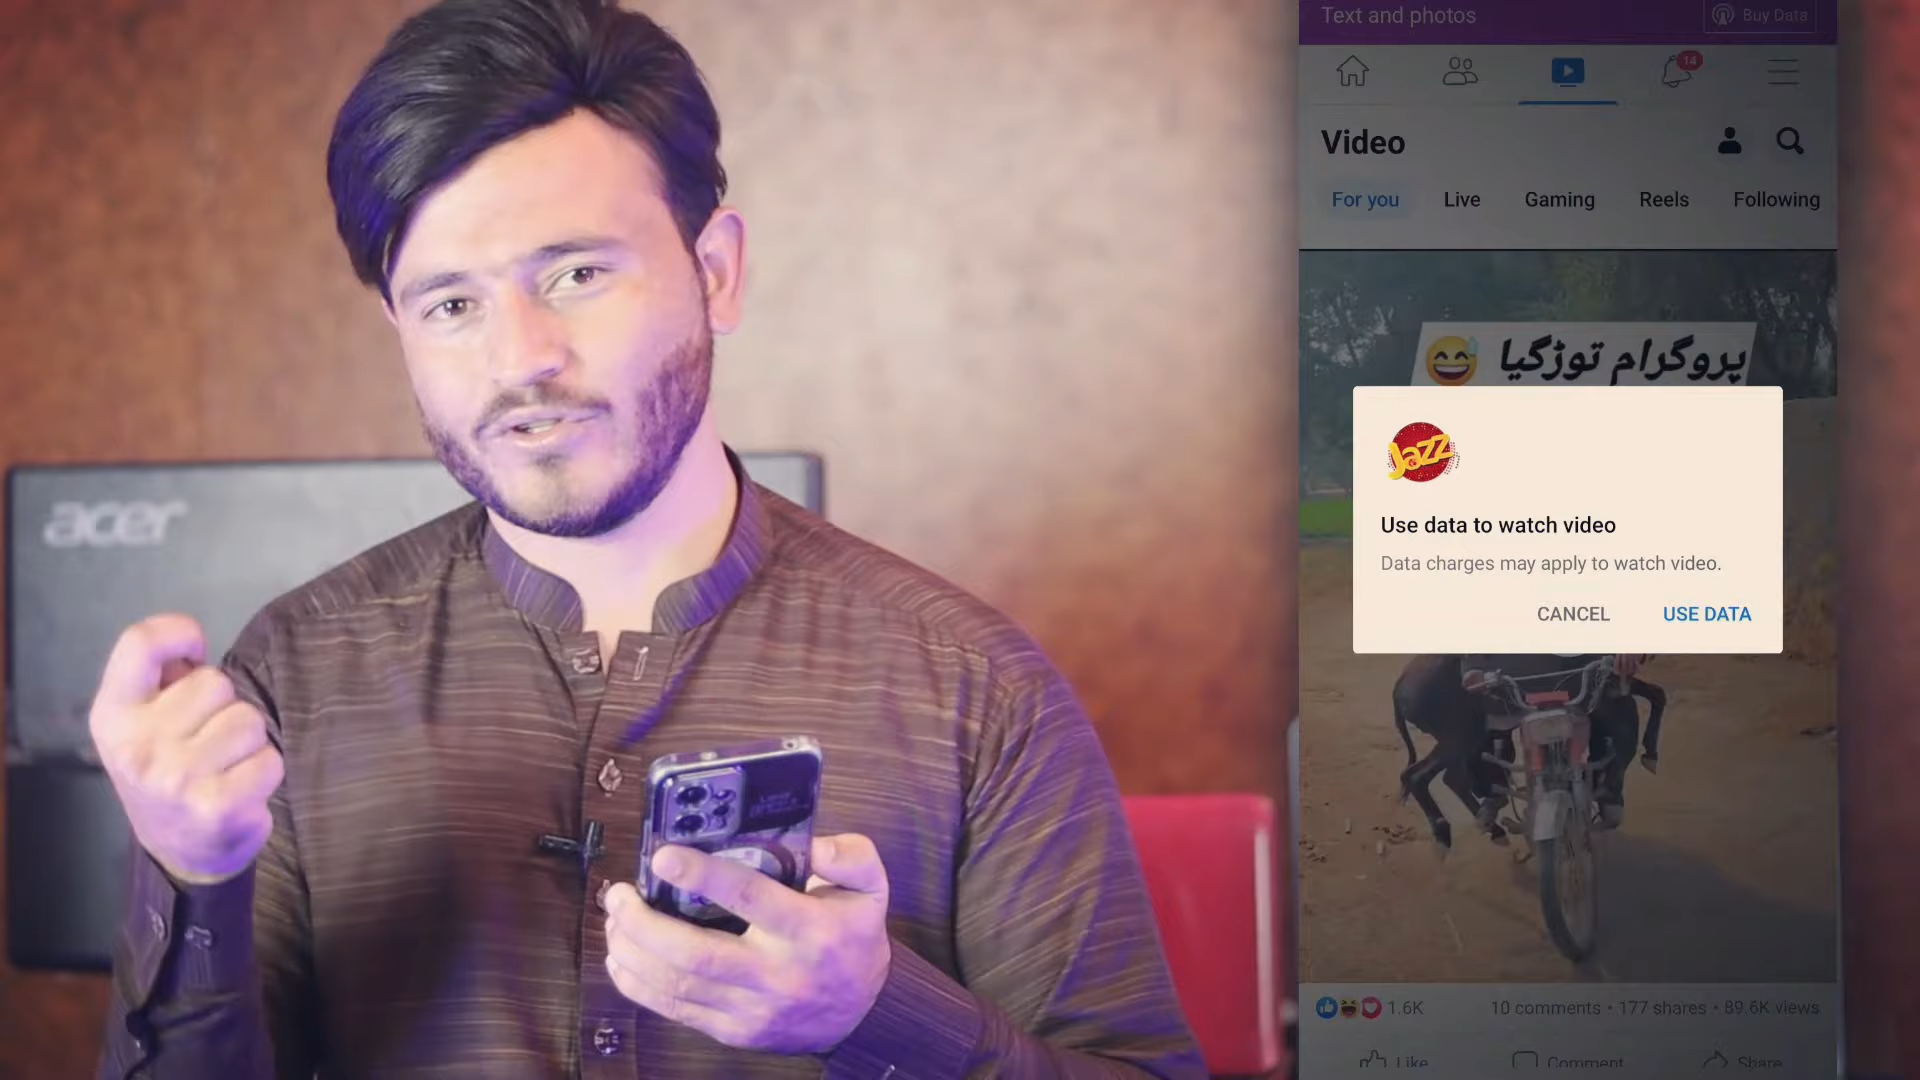 acer
Text and photos
Buy Data
14
Video
For you Live Gaming Reels Following
پروگرام توڑگیا
Jazz
Use data to watch video
Data charges may apply to watch video.
CANCEL USE DATA
1.6K 10 comments • 177 shares • 89.6K views
Like Comment Share